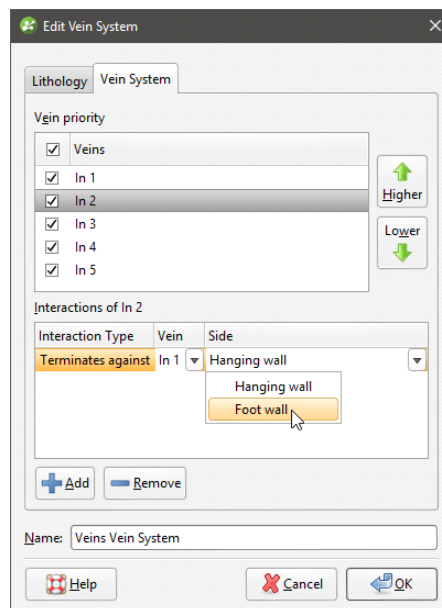 Edit Vein System
Lithology Vein System
Vein priority
Veins
In 1
In 2
In 3
In 4
In 5
Higher
Lower
Interactions of In 2
Interaction Type Vein Side
Terminates against In 1 Hanging wall
Hanging wall
Foot wall
Add Remove
Name: Veins Vein System
Help Cancel OK